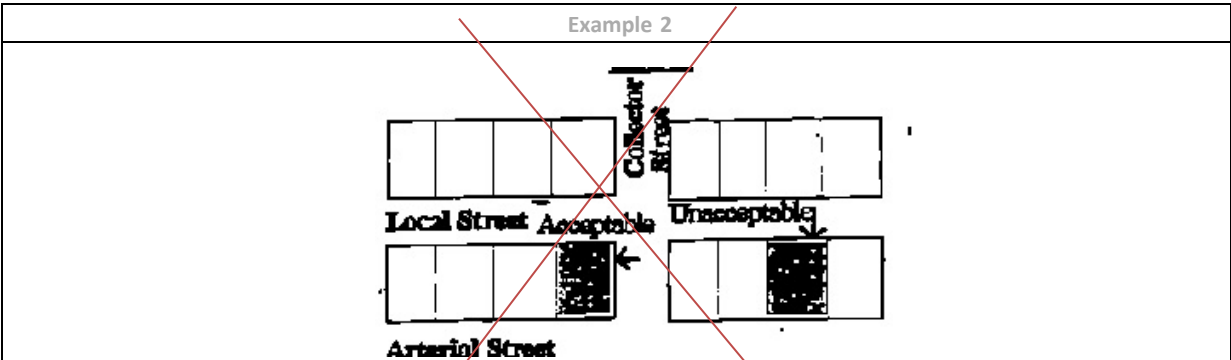 Example 2
Collector
Street
Local Street
Acceptable
Unacceptable
Arterial Street